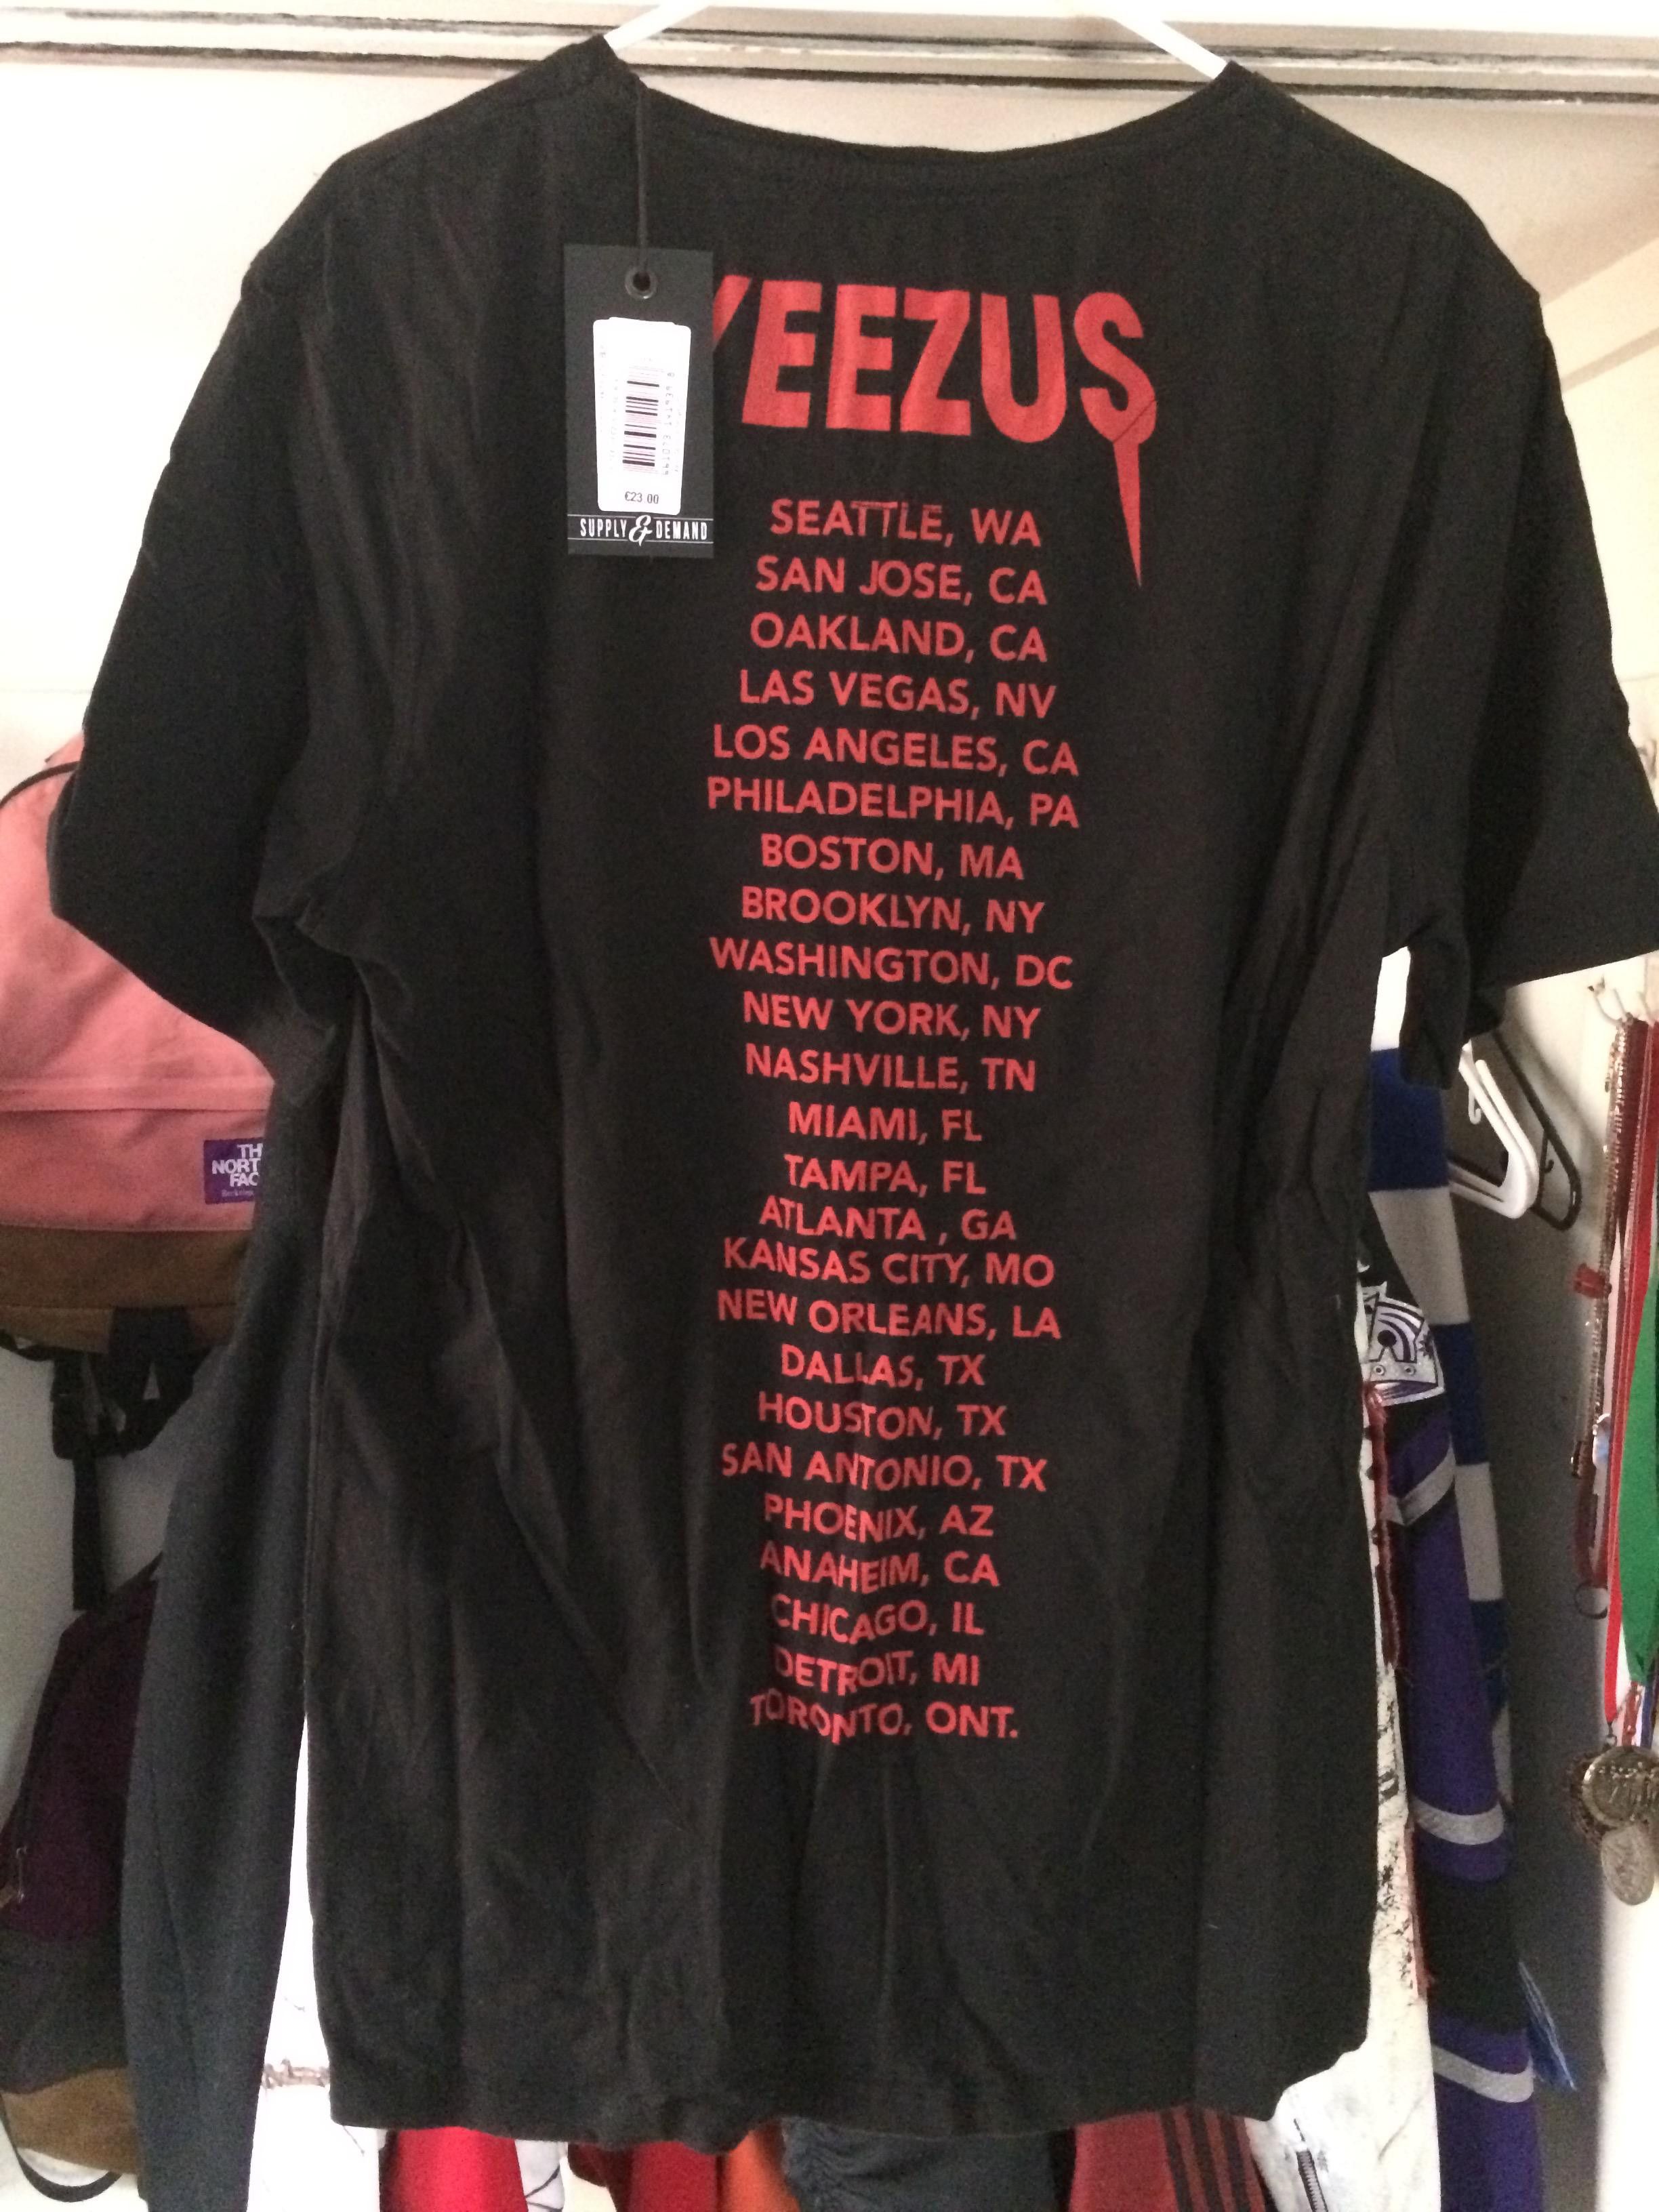 YEEZUS
€23.00
SUPPLY & DEMAND
SEATTLE, WA
SAN JOSE, CA
OAKLAND, CA
LAS VEGAS, NV
LOS ANGELES, CA
PHILADELPHIA, PA
BOSTON, MA
BROOKLYN, NY
WASHINGTON, DC
NEW YORK, NY
NASHVILLE, TN
MIAMI, FL
TAMPA, FL
ATLANTA , GA
KANSAS CITY, MO
NEW ORLEANS, LA
DALLAS, TX
HOUSTON, TX
SAN ANTONIO, TX
PHOENIX, AZ
ANAHEIM, CA
CHICAGO, IL
DETROIT, MI
TORONTO, ONT.
TH
NORT
FAC